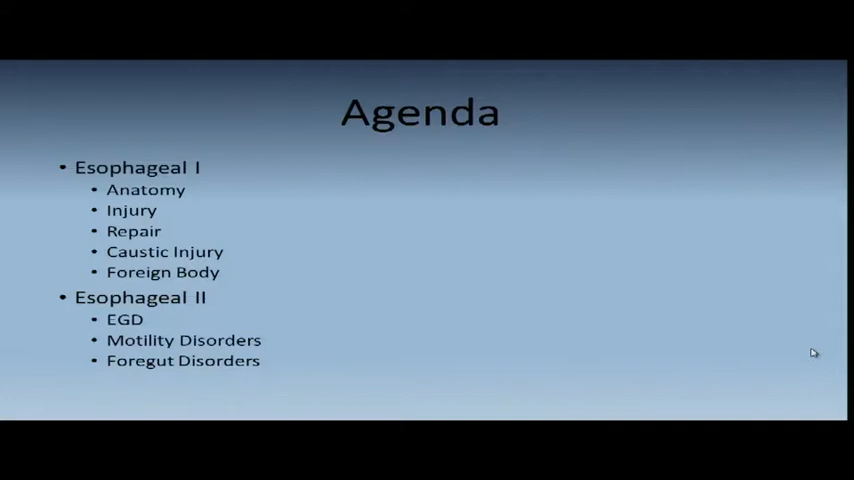 Agenda
• Esophageal I
• Anatomy
• Injury
• Repair
• Caustic Injury
• Foreign Body
• Esophageal II
• EGD
• Motility Disorders
• Foregut Disorders